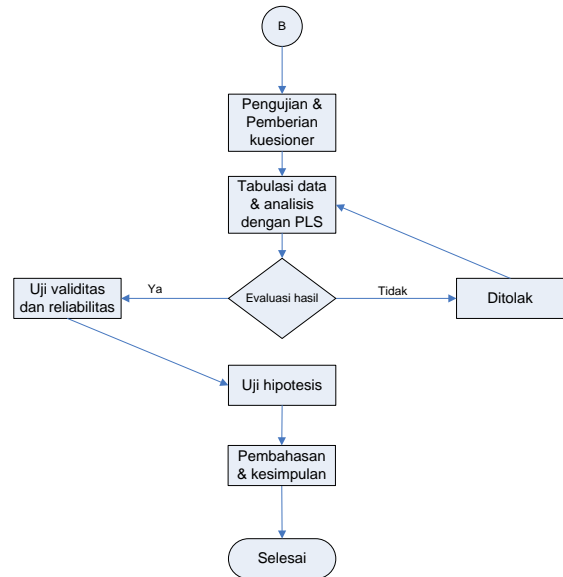 B
Pengujian &
Pemberian
kuesioner
Tabulasi data
& analisis
dengan PLS
Uji validitas
dan reliabilitas
Ya
Evaluasi hasil
Tidak
Ditolak
Uji hipotesis
Pembahasan
& kesimpulan
Selesai